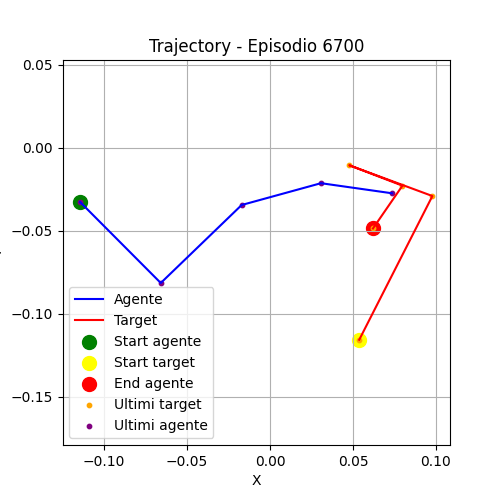 Trajectory - Episodio 6700
0.05
0.00
−0.05
−0.10
−0.15
Agente
Target
Start agente
Start target
End agente
Ultimi target
Ultimi agente
−0.10
−0.05
0.00
0.05
0.10
X